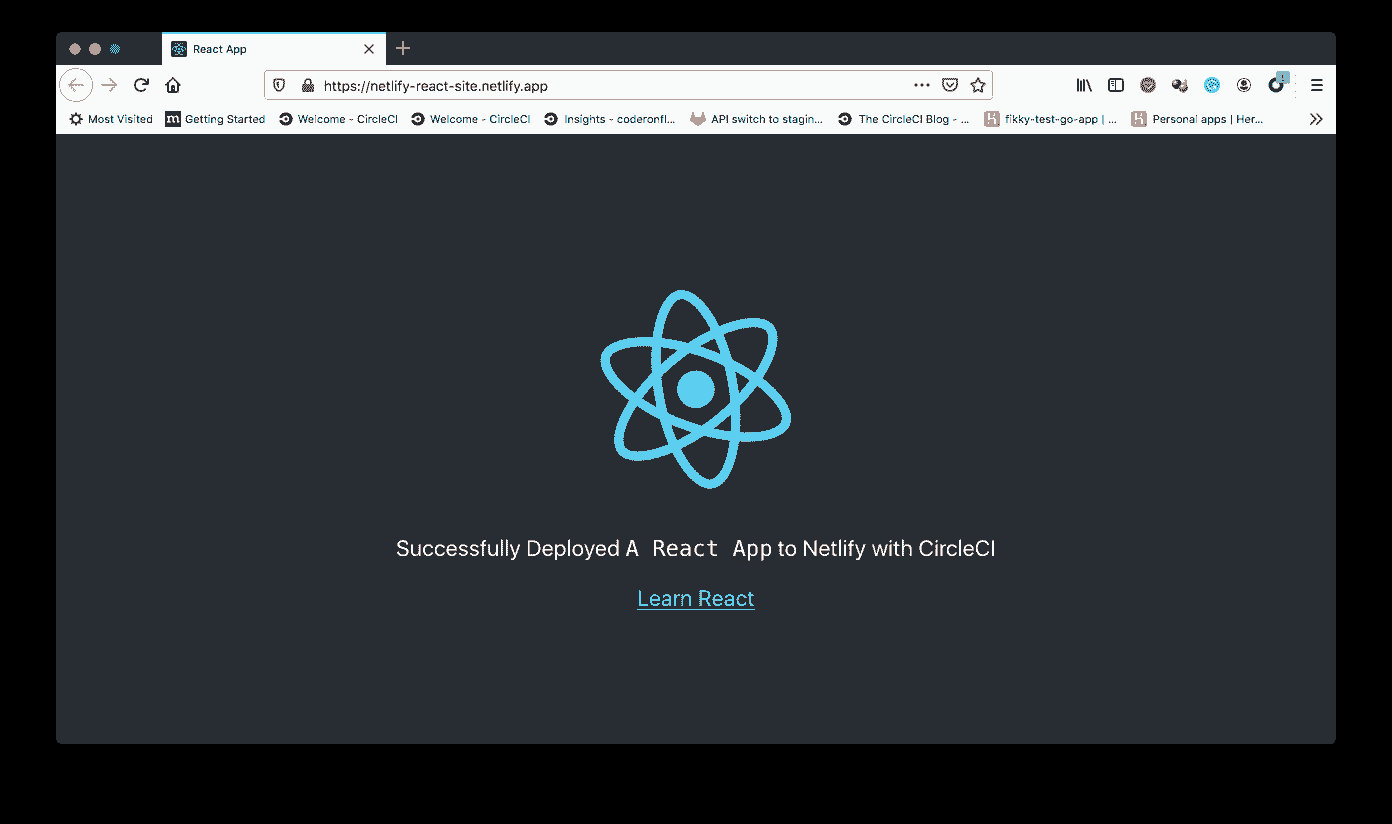 React App
https://netlify-react-site.netlify.app
Most Visited m Getting Started Welcome - CircleCI Welcome - CircleCI Insights - coderonfl... API switch to stagin... The CircleCI Blog - ... fikky-test-go-app | ... Personal apps | Her...
Successfully Deployed A React App to Netlify with CircleCI
Learn React